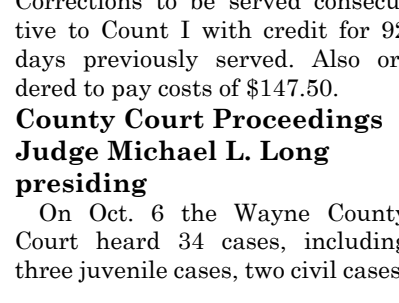 Corrections to be served consecu
tive to Count I with credit for 92
days previously served. Also or
dered to pay costs of $147.50.
County Court Proceedings
Judge Michael L. Long
presiding
On Oct. 6 the Wayne County
Court heard 34 cases, including
three juvenile cases, two civil cases